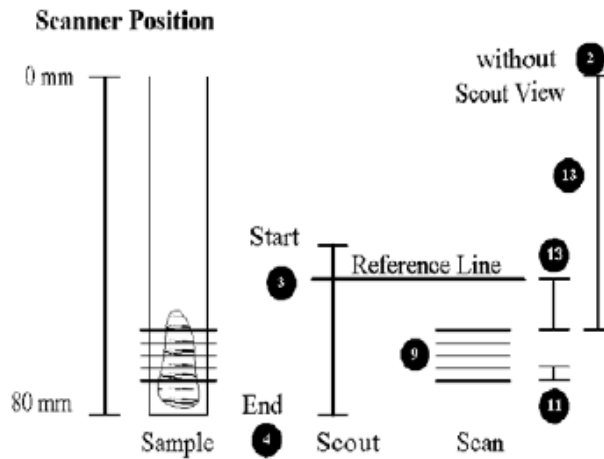 Scanner Position
0 mm
without 2
Scout View
13
Start
13
3 Reference Line
9
80 mm
End
11
4
Sample Scout Scan